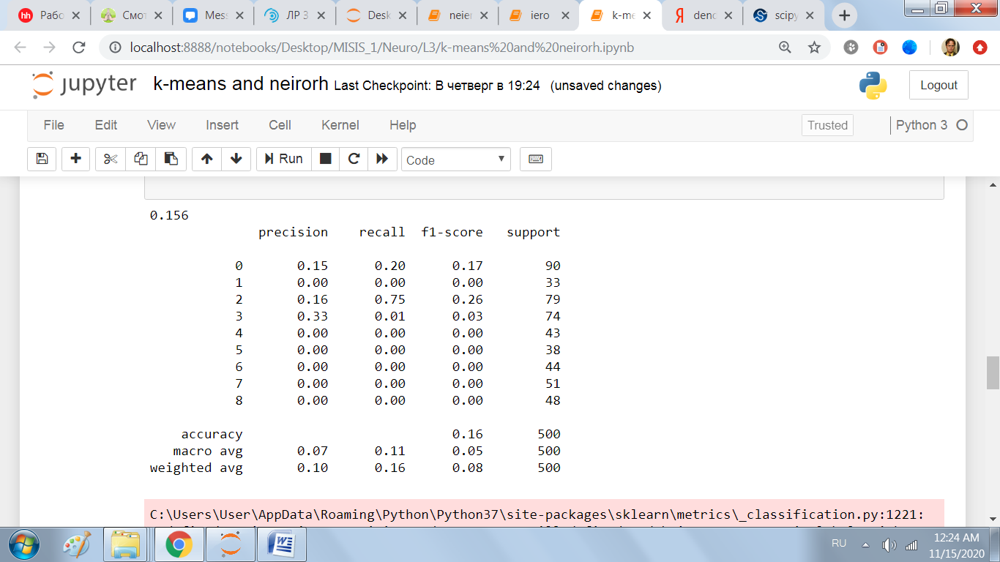 hh Рабо Смот Mess ЛР 3 Desk neier iero k-me Я denc scipy
localhost:8888/notebooks/Desktop/MISIS_1/Neuro/L3/k-means%20and%20neirorh.ipynb
jupyter k-means and neirorh Last Checkpoint: В четверг в 19:24 (unsaved changes) Logout
File Edit View Insert Cell Kernel Help Trusted Python 3
Run Code
0.156
precision recall f1-score support
0 0.15 0.20 0.17 90
1 0.00 0.00 0.00 33
2 0.16 0.75 0.26 79
3 0.33 0.01 0.03 74
4 0.00 0.00 0.00 43
5 0.00 0.00 0.00 38
6 0.00 0.00 0.00 44
7 0.00 0.00 0.00 51
8 0.00 0.00 0.00 48
accuracy 0.16 500
macro avg 0.07 0.11 0.05 500
weighted avg 0.10 0.16 0.08 500
C:\Users\User\AppData\Roaming\Python\Python37\site-packages\sklearn\metrics\_classification.py:1221:
RU 12:24 AM
11/15/2020